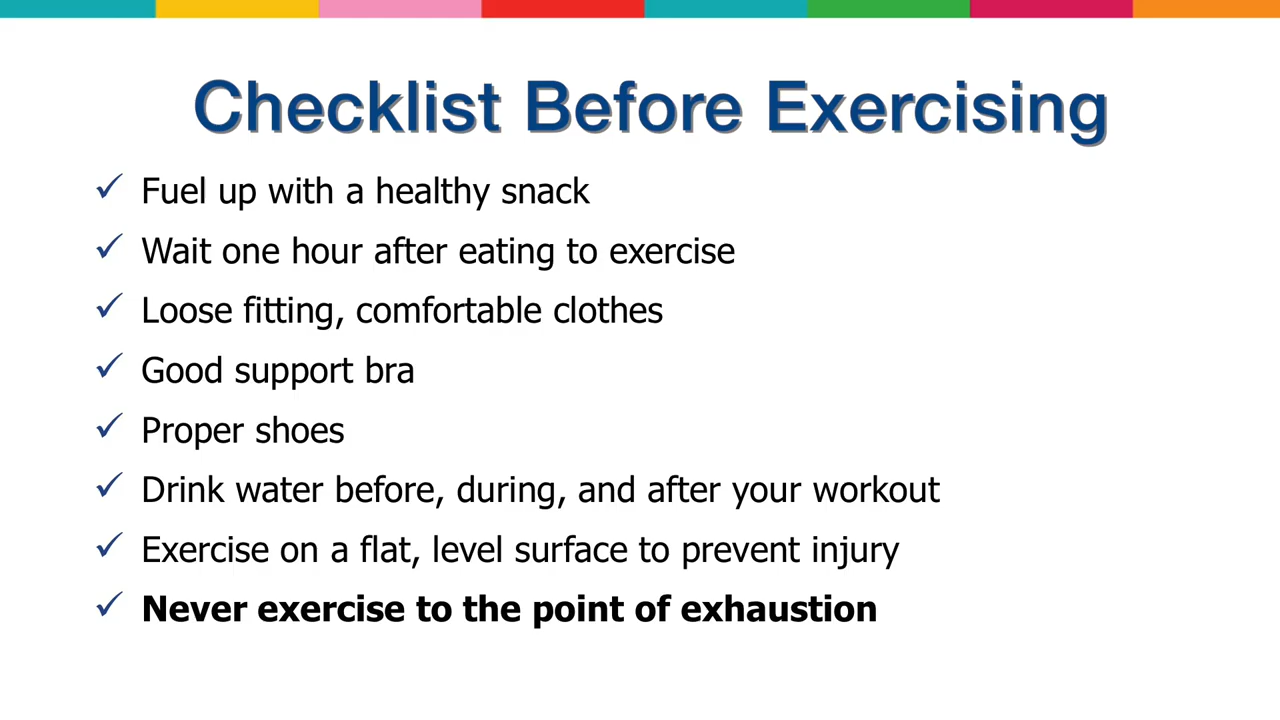 Checklist Before Exercising
✓ Fuel up with a healthy snack
✓ Wait one hour after eating to exercise
✓ Loose fitting, comfortable clothes
✓ Good support bra
✓ Proper shoes
✓ Drink water before, during, and after your workout
✓ Exercise on a flat, level surface to prevent injury
✓ Never exercise to the point of exhaustion